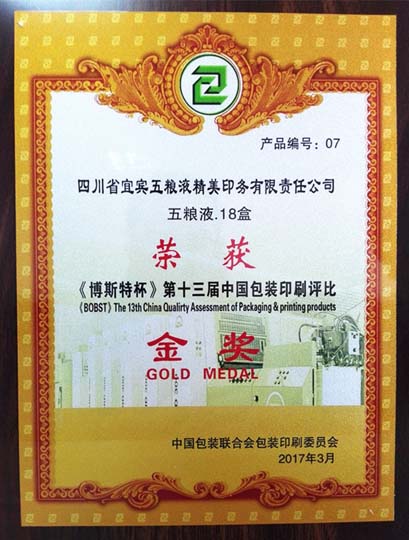 产品编号：07
四川省宜宾五粮液精美印务有限责任公司
五粮液.18盒
荣获
《博斯特杯》第十三届中国包装印刷评比
《BOBST》The 13th China Qualirty Assessment of Packaging & printing products
金奖
GOLD MEDAL
中国包装联合会包装印刷委员会
2017年3月